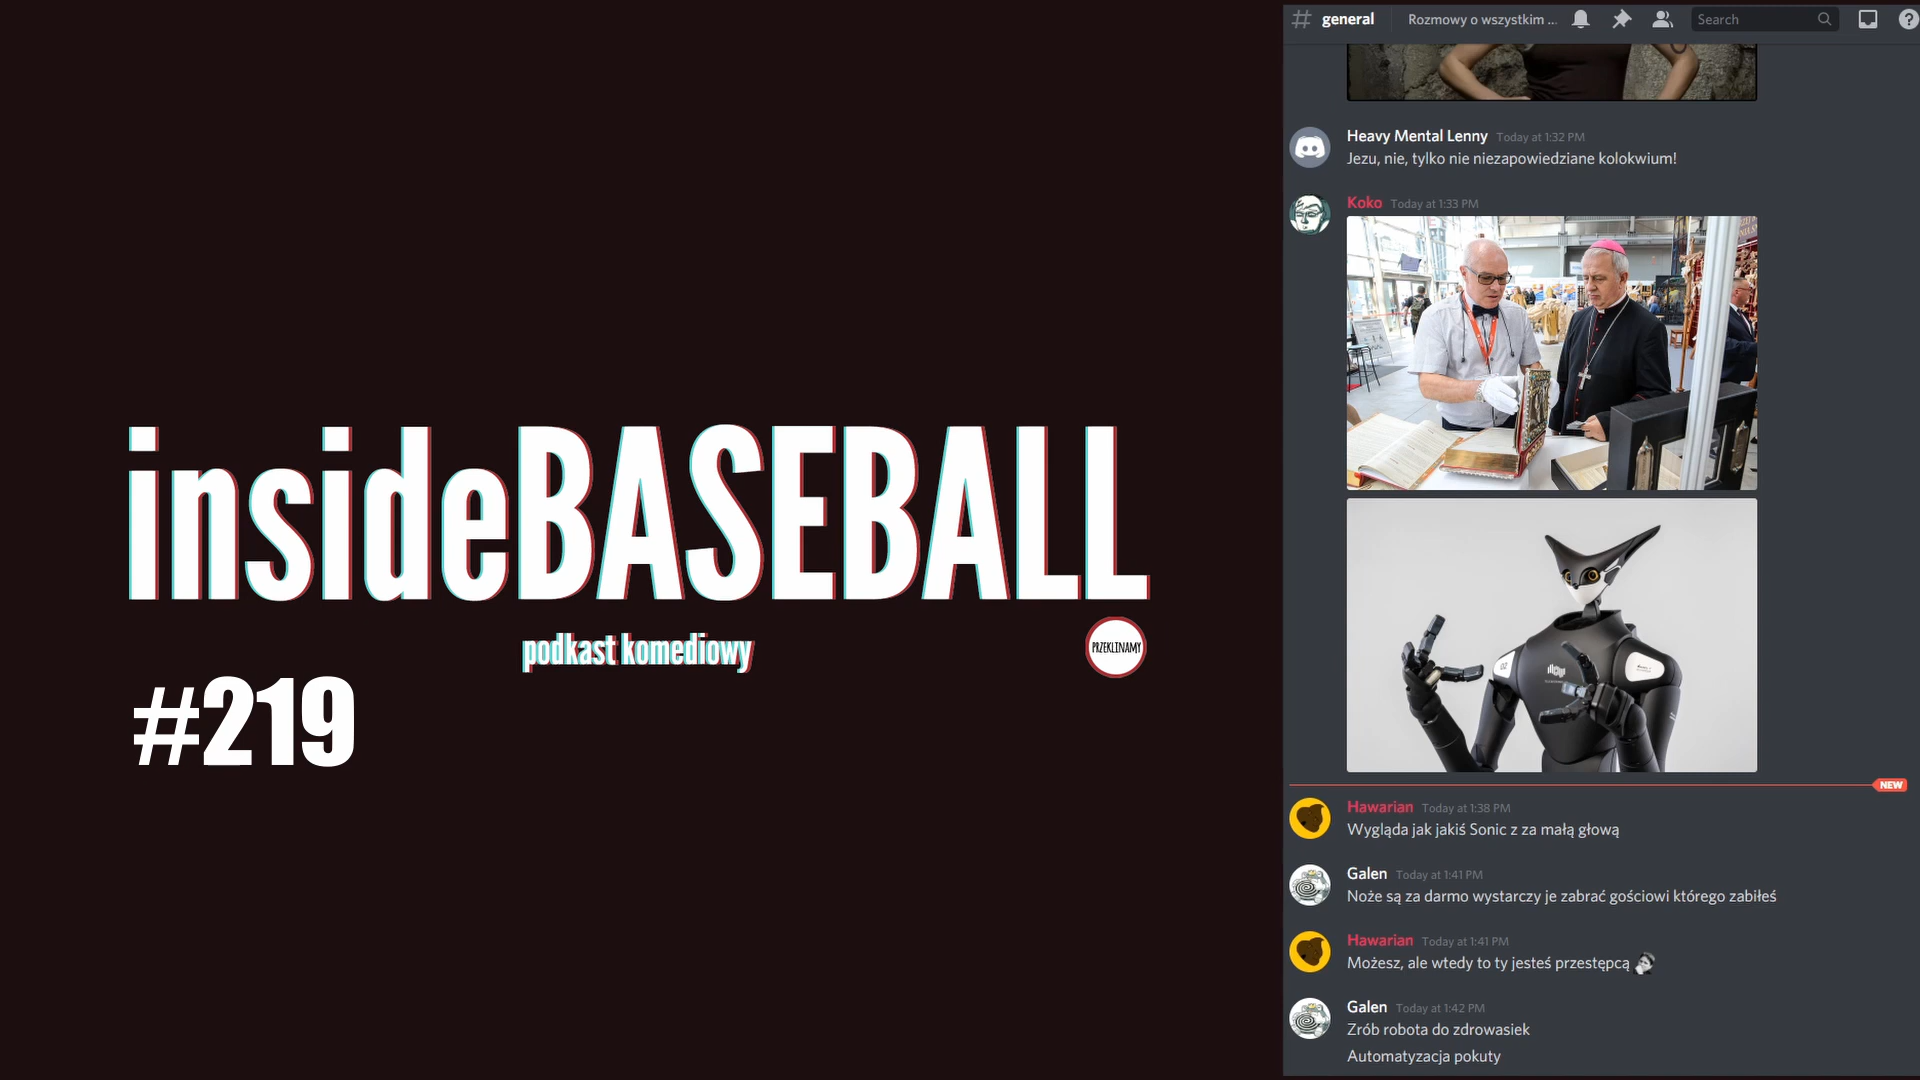 insideBASEBALL
podkast komediowy
PRZEKLINAMY
#219
# general
Rozmowy o wszystkim ...
Search
?
Heavy Mental Lenny Today at 1:32 PM
Jezu, nie, tylko nie niezapowiedziane kolokwium!
Koko Today at 1:33 PM
02
NEW
Hawarian Today at 1:38 PM
Wygląda jak jakiś Sonic z za małą głową
Galen Today at 1:41 PM
Noże są za darmo wystarczy je zabrać gościowi którego zabiłeś
Hawarian Today at 1:41 PM
Możesz, ale wtedy to ty jesteś przestępcą
Galen Today at 1:42 PM
Zrób robota do zdrowasiek
Automatyzacja pokuty